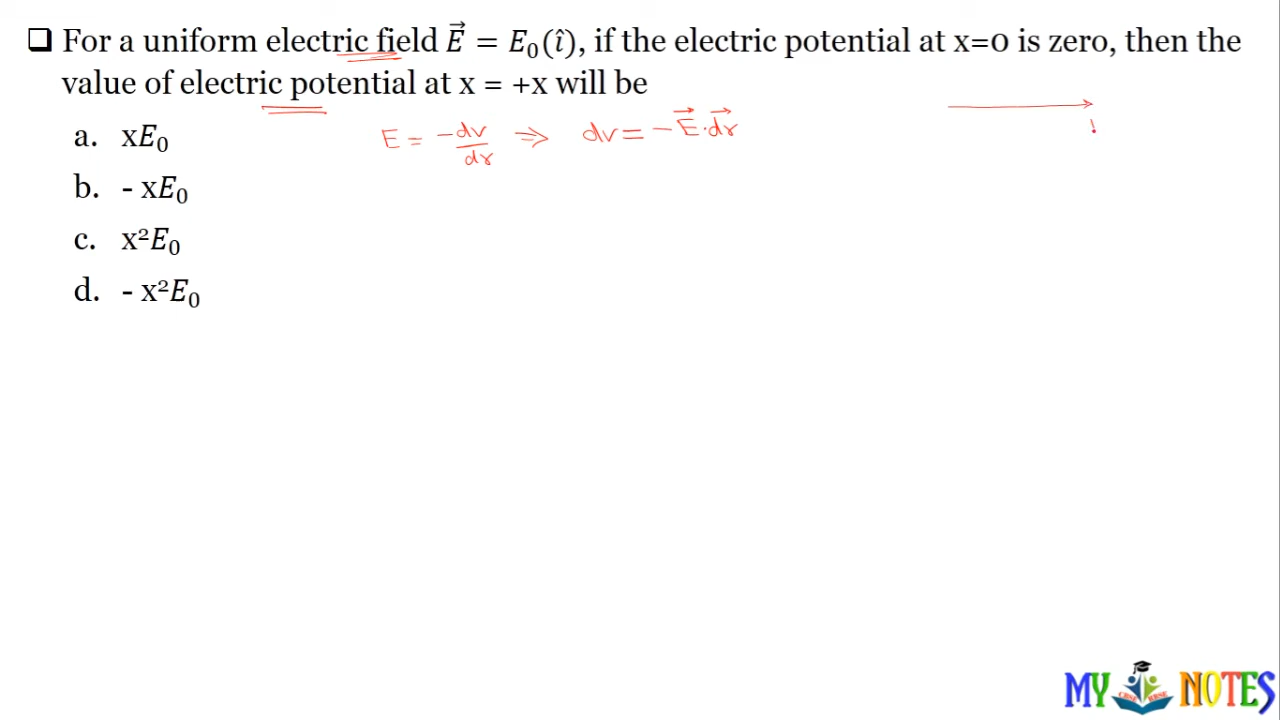 ❑ For a uniform electric field E⃗ = E₀(î), if the electric potential at x=0 is zero, then the
value of electric potential at x = +x will be
a. xE₀
E = -dv/dr ⇒ dv = -E⃗·dr⃗
b. - xE₀
c. x²E₀
d. - x²E₀
MY NOTES